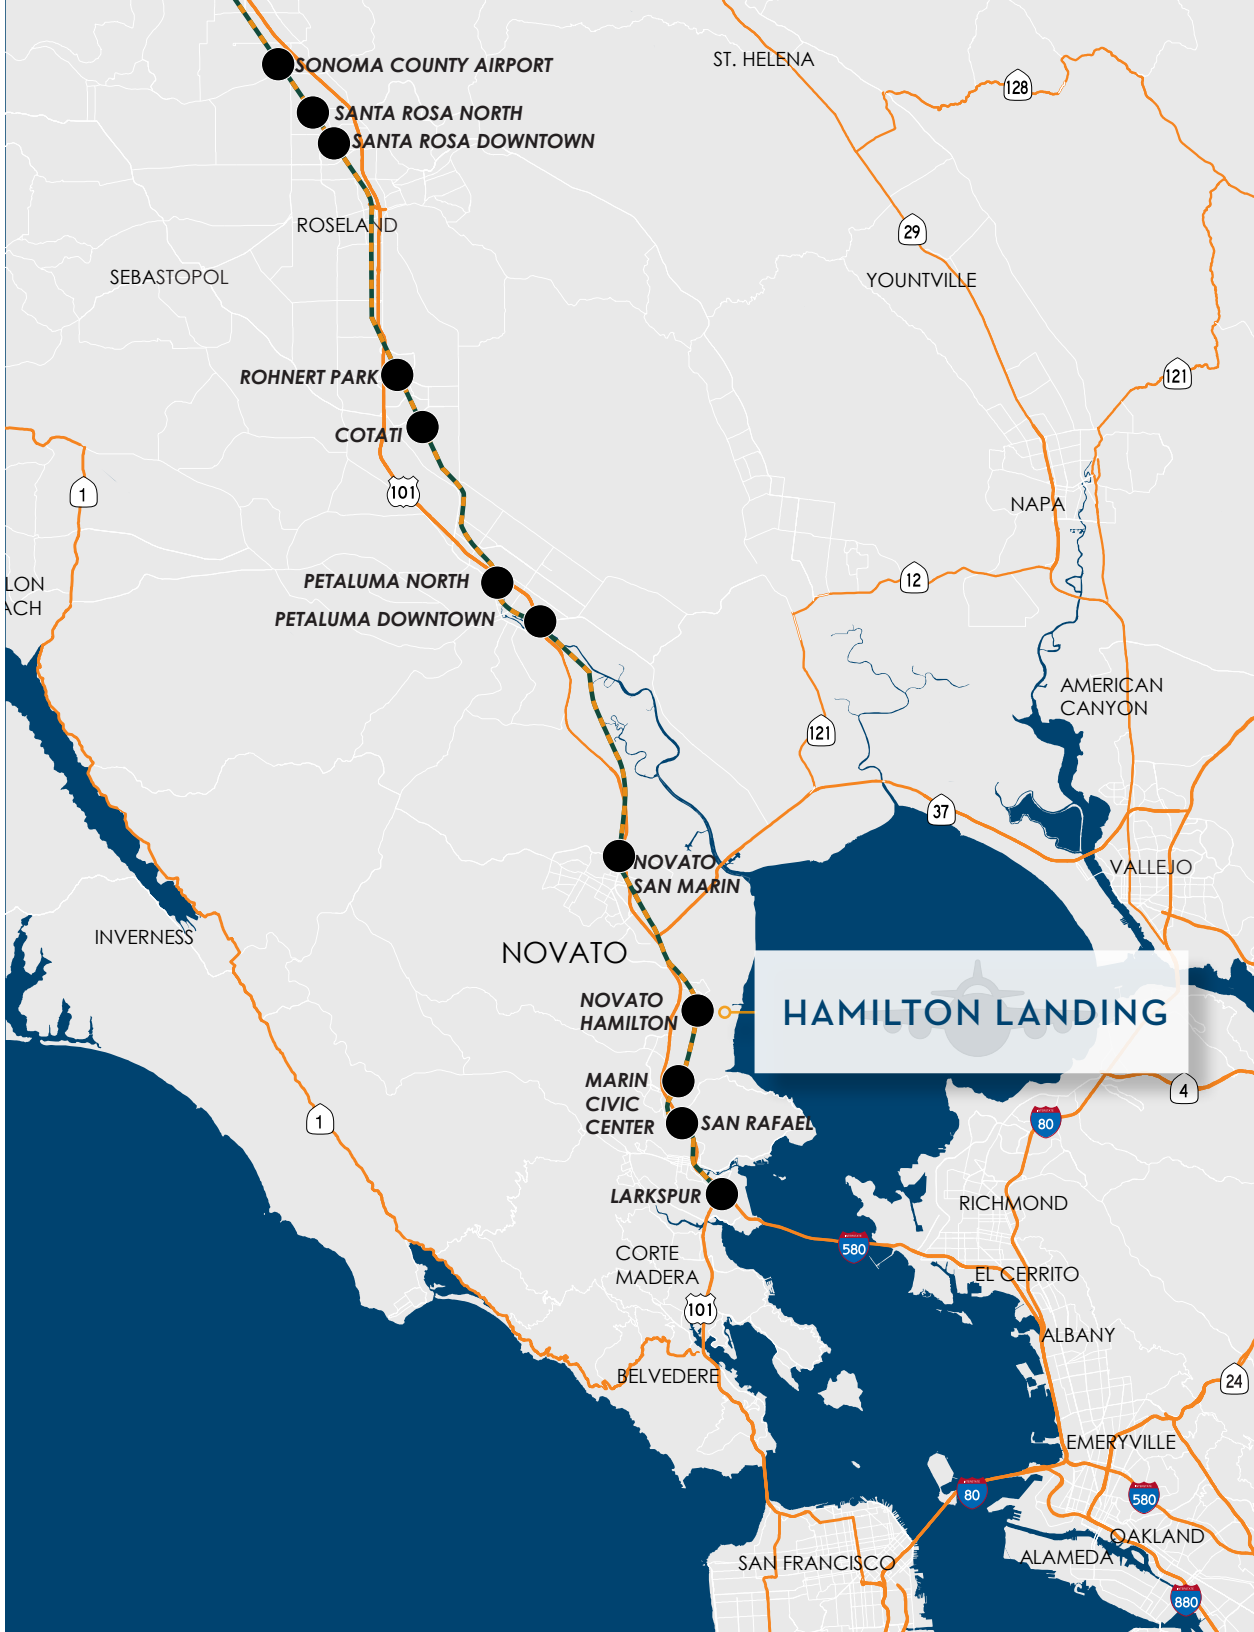 ST. HELENA
SONOMA COUNTY AIRPORT
128
SANTA ROSA NORTH
SANTA ROSA DOWNTOWN
ROSELAND
29
SEBASTOPOL
YOUNTVILLE
ROHNERT PARK
121
COTATI
1
101
NAPA
PETALUMA NORTH
12
LON
ACH
PETALUMA DOWNTOWN
AMERICAN
CANYON
121
37
NOVATO
SAN MARIN
VALLEJO
INVERNESS
NOVATO
NOVATO
HAMILTON
HAMILTON LANDING
MARIN
CIVIC
CENTER
SAN RAFAEL
4
80
1
LARKSPUR
RICHMOND
580
CORTE
MADERA
EL CERRITO
101
ALBANY
BELVEDERE
24
EMERYVILLE
80
580
OAKLAND
SAN FRANCISCO
ALAMEDA
880